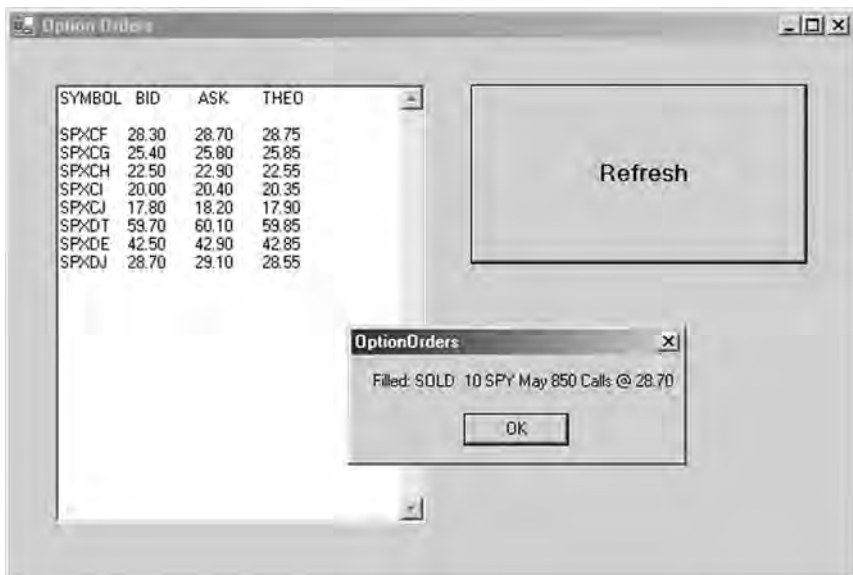 Option Orders
SYMBOL BID ASK THEO
SPXCF 28.30 28.70 28.75
SPXCG 25.40 25.80 25.85
SPXCH 22.50 22.90 22.55
SPXCI 20.00 20.40 20.35
SPXCJ 17.80 18.20 17.90
SPXDT 59.70 60.10 59.85
SPXDE 42.50 42.90 42.85
SPXDJ 28.70 29.10 28.55
Refresh
OptionOrders
Filled: SOLD 10 SPY May 850 Calls @ 28.70
OK